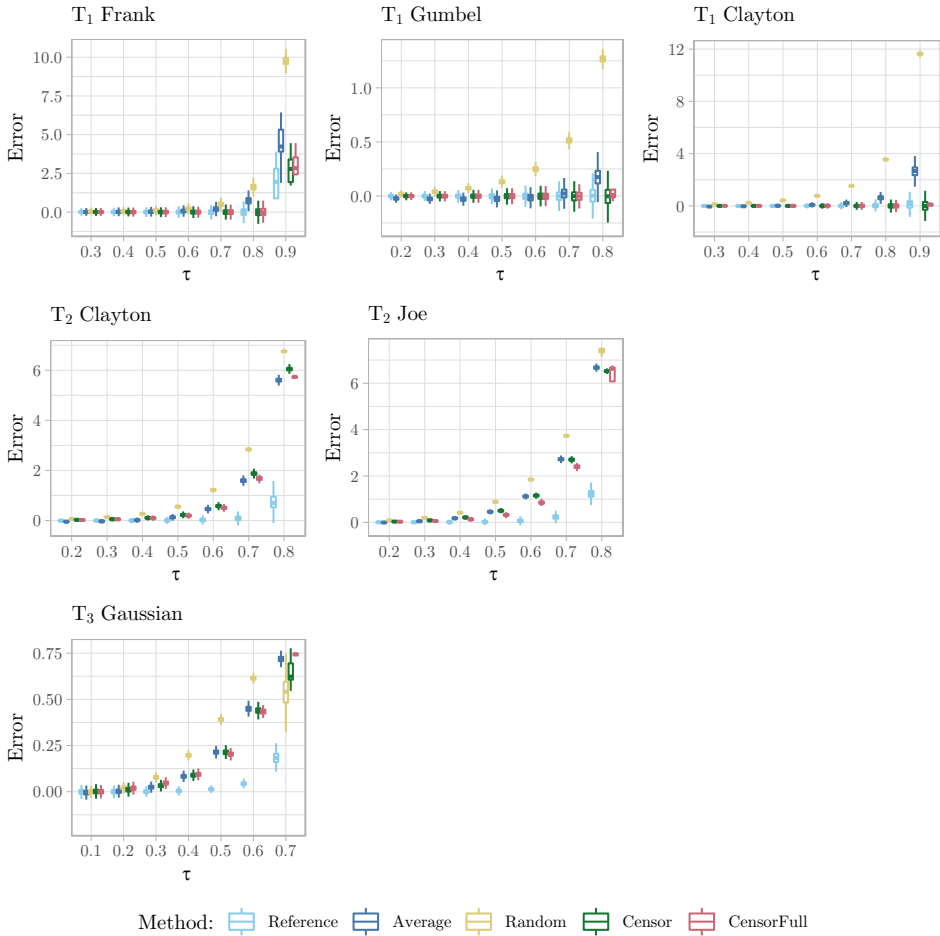 T₁ Frank
Error
10.0
7.5
5.0
2.5
0.0
0.3 0.4 0.5 0.6 0.7 0.8 0.9
τ
T₁ Gumbel
Error
1.0
0.5
0.0
0.2 0.3 0.4 0.5 0.6 0.7 0.8
τ
T₁ Clayton
Error
12
8
4
0
0.3 0.4 0.5 0.6 0.7 0.8 0.9
τ
T₂ Clayton
Error
6
4
2
0
0.2 0.3 0.4 0.5 0.6 0.7 0.8
τ
T₂ Joe
Error
6
4
2
0
0.2 0.3 0.4 0.5 0.6 0.7 0.8
τ
T₃ Gaussian
Error
0.75
0.50
0.25
0.00
0.1 0.2 0.3 0.4 0.5 0.6 0.7
τ
Method: Reference Average Random Censor CensorFull